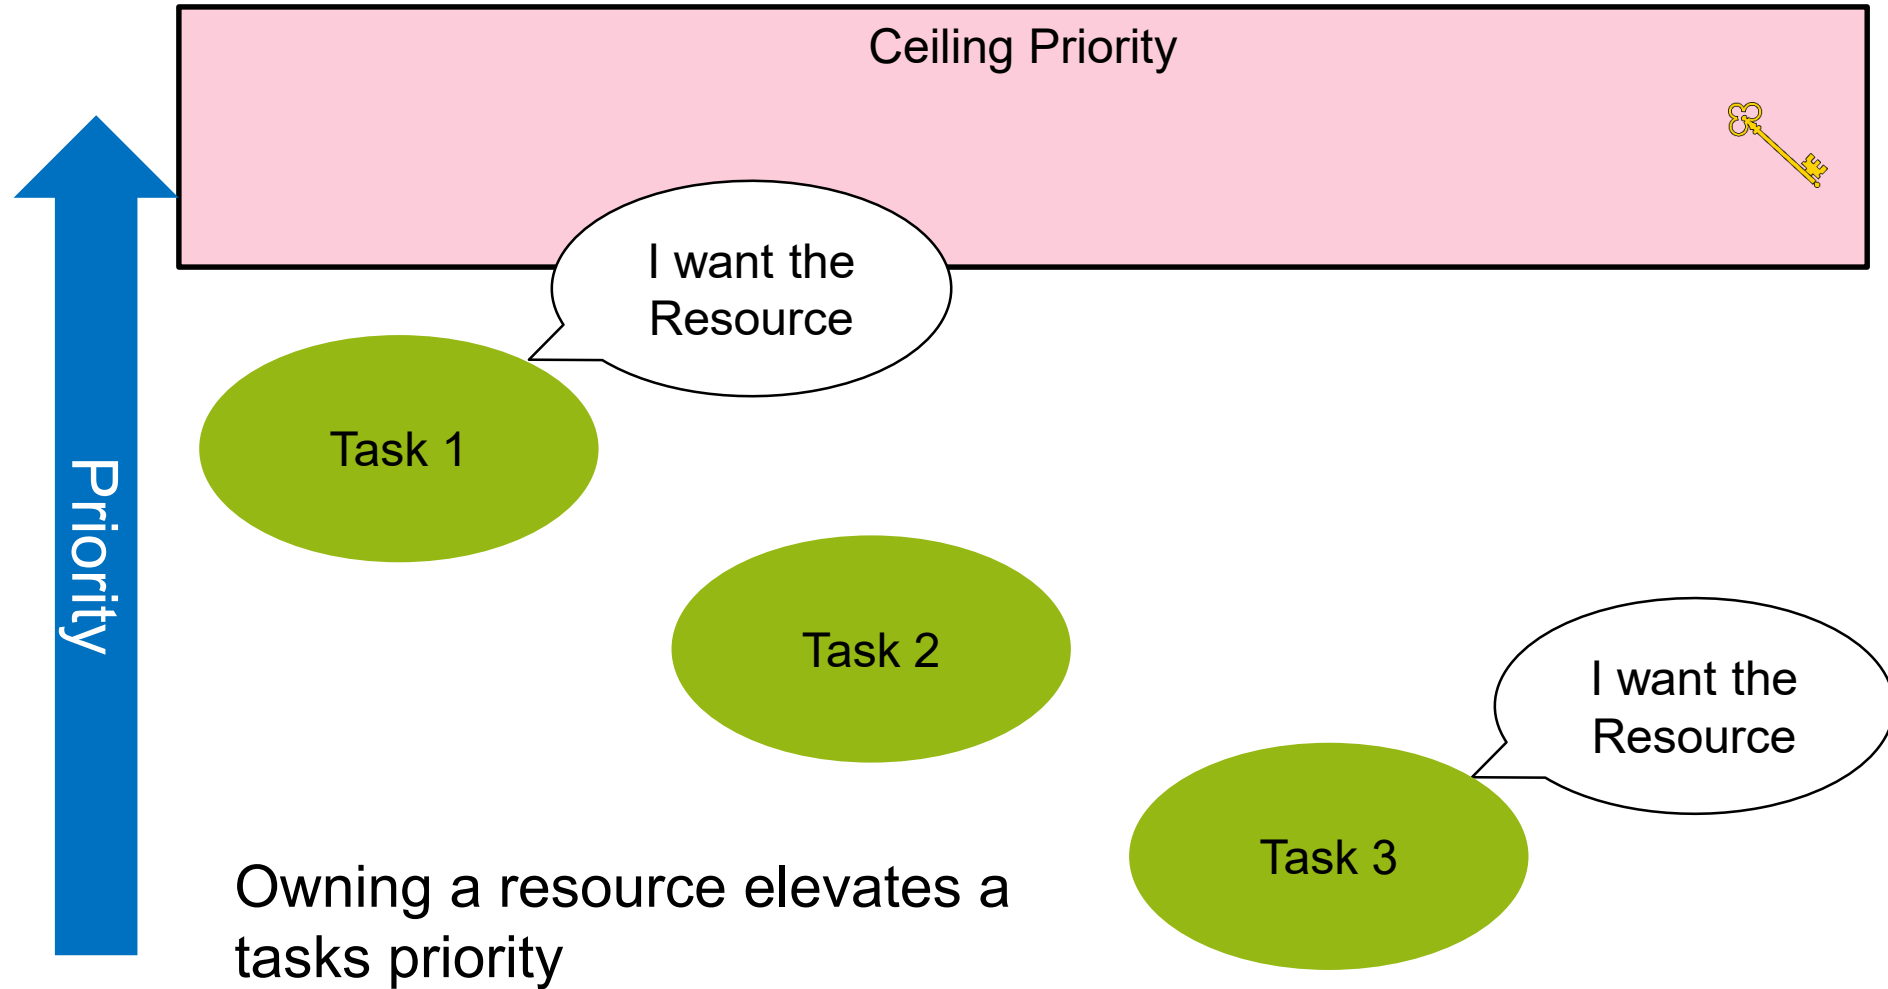 Ceiling Priority
I want the
Resource
Task 1
Priority
Task 2
I want the
Resource
Task 3
Owning a resource elevates a
tasks priority